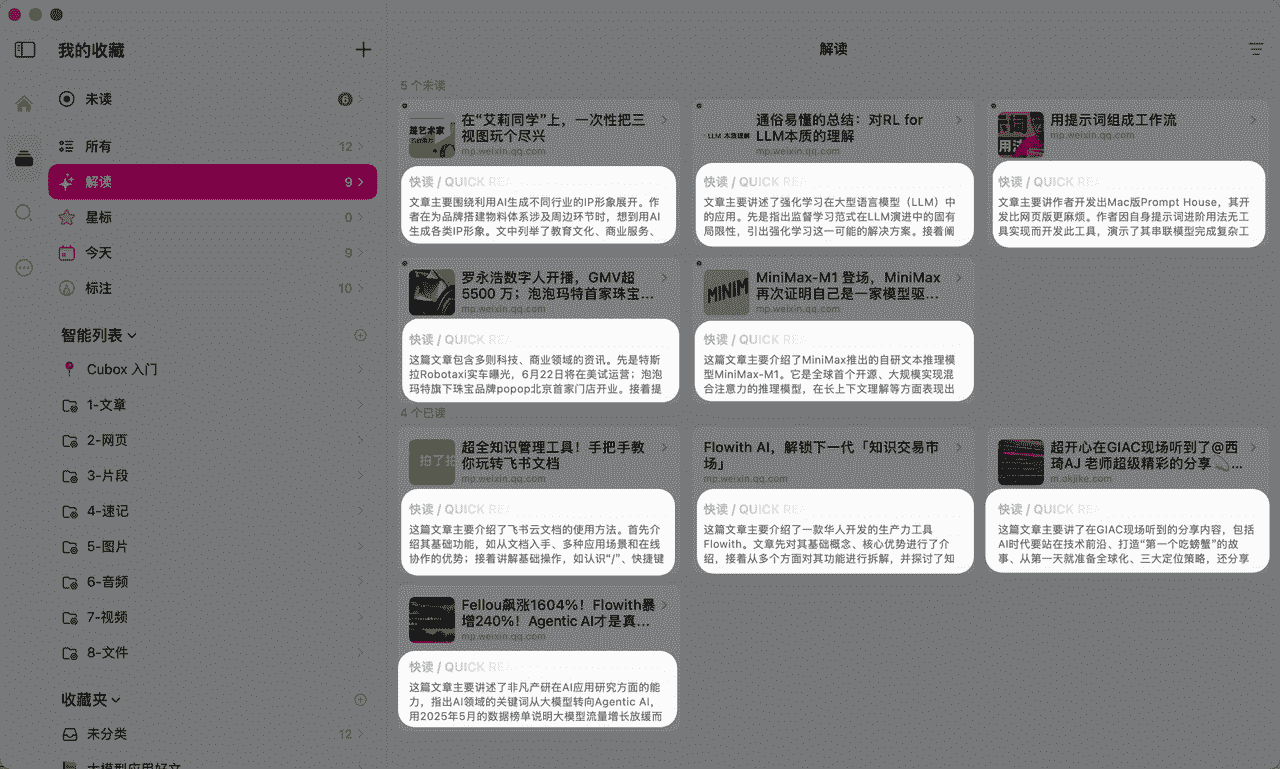 我的收藏
未读
6
所有
12
解读
9
星标
0
今天
9
标注
10
智能列表
Cubox 入门
1-文章
2-网页
3-片段
4-速记
5-图片
6-音频
7-视频
8-文件
收藏夹
未分类
12
大模型应用好文
解读
5 个未读
在“艾莉同学”上，一次性把三
视图玩个尽兴
mp.weixin.qq.com
快读 / QUICK REA
文章主要围绕利用AI生成不同行业的IP形象展开。作
者在为品牌搭建物料体系涉及周边环节时，想到用AI
生成各类IP形象。文中列举了教育文化、商业服务、
LLM 本质理解
通俗易懂的总结：对RL for
LLM本质的理解
mp.weixin.qq.com
快读 / QUICK REA
文章主要讲述了强化学习在大型语言模型（LLM）中
的应用。先是指出监督学习范式在LLM演进中的固有
局限性，引出强化学习这一可能的解决方案。接着阐
用提示词组成工作流
mp.weixin.qq.com
快读 / QUICK REA
文章主要讲作者开发出Mac版Prompt House，其开
发比网页版更麻烦。作者因自身提示词进阶用法无工
具实现而开发此工具，演示了其串联模型完成复杂工
罗永浩数字人开播，GMV超
5500 万；泡泡玛特首家珠宝...
mp.weixin.qq.com
快读 / QUICK REA
这篇文章包含多则科技、商业领域的资讯。先是特斯
拉Robotaxi实车曝光，6月22日将在美试运营；泡泡
玛特旗下珠宝品牌popop北京首家门店开业。接着提
MINIM
MiniMax-M1 登场，MiniMax
再次证明自己是一家模型驱...
mp.weixin.qq.com
快读 / QUICK REA
这篇文章主要介绍了MiniMax推出的自研文本推理模
型MiniMax-M1。它是全球首个开源、大规模实现混
合注意力的推理模型，在长上下文理解等方面表现出
4 个已读
拍了拍
超全知识管理工具！手把手教
你玩转飞书文档
mp.weixin.qq.com
快读 / QUICK REA
这篇文章主要介绍了飞书云文档的使用方法。首先介
绍其基础功能，如从文档入手、多种应用场景和在线
协作的优势；接着讲解基础操作，如认识“/”、快捷键
Flowith AI，解锁下一代「知识交易市
场」
mp.weixin.qq.com
快读 / QUICK REA
这篇文章主要介绍了一款华人开发的生产力工具
Flowith。文章先对其基础概念、核心优势进行了介
绍，接着从多个方面对其功能进行拆解，并探讨了知
超开心在GIAC现场听到了@西
琦AJ 老师超级精彩的分享💫...
m.okjike.com
快读 / QUICK REA
这篇文章主要讲了在GIAC现场听到的分享内容，包括
AI时代要站在技术前沿、打造“第一个吃螃蟹”的故
事、从第一天就准备全球化、三大定位策略，还分享
Fellou飙涨1604%！Flowith暴
增240%！Agentic AI才是真...
mp.weixin.qq.com
快读 / QUICK REA
这篇文章主要讲述了非凡产研在AI应用研究方面的能
力，指出AI领域的关键词从大模型转向Agentic AI，
用2025年5月的数据榜单说明大模型流量增长放缓而